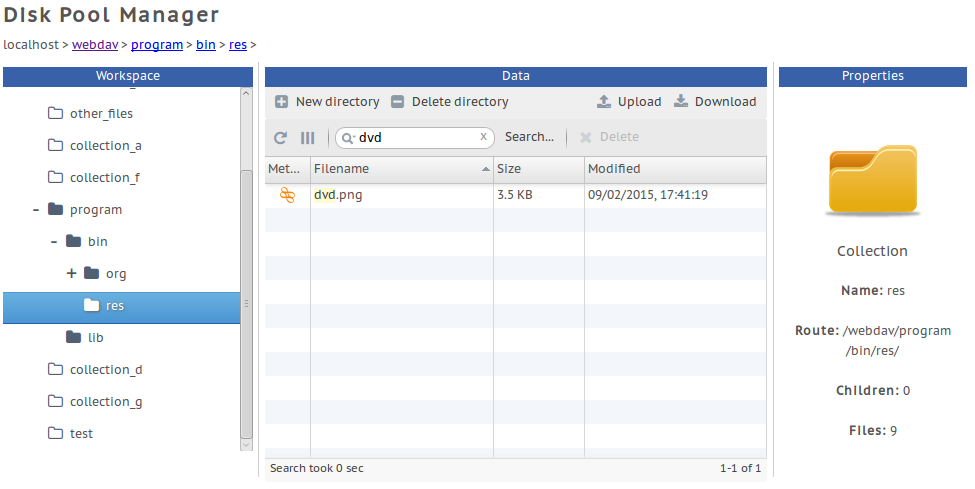 Disk Pool Manager
localhost > webdav > program > bin > res >
Workspace
other_files
collection_a
collection_f
program
bin
org
res
lib
collection_d
collection_g
test
Data
New directory Delete directory Upload Download
dvd x Search... Delete
Met... Filename Size Modified
dvd.png 3.5 KB 09/02/2015, 17:41:19
Search took 0 sec 1-1 of 1
Properties
Collection
Name: res
Route: /webdav/program
/bin/res/
Children: 0
Files: 9